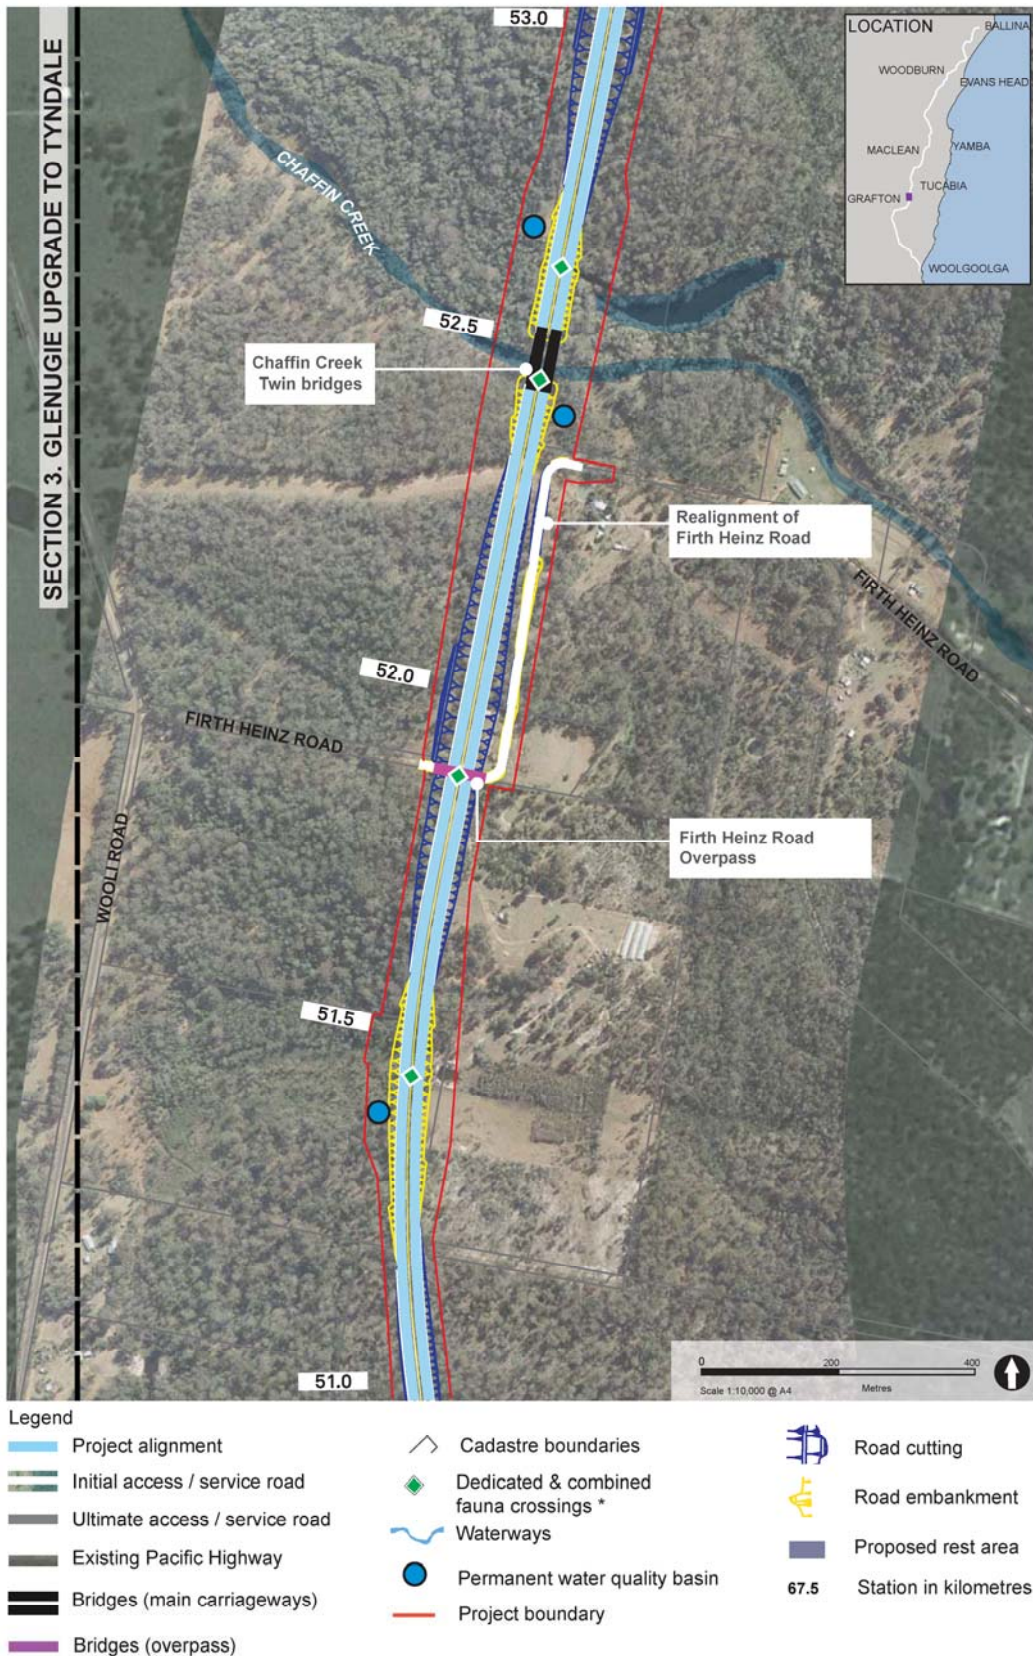 SECTION 3. GLENUGIE UPGRADE TO TYNDALE
53.0
LOCATION
BALLINA
WOODBURN
EVANS HEAD
MACLEAN
YAMBA
TUCABIA
GRAFTON
WOOLGOOLGA
CHAFFIN CREEK
52.5
Chaffin Creek
Twin bridges
Realignment of
Firth Heinz Road
FIRTH HEINZ ROAD
52.0
FIRTH HEINZ ROAD
Firth Heinz Road
Overpass
WOOLI ROAD
51.5
51.0
0 200 400
Scale 1:10,000 @ A4 Metres
Legend
Project alignment
Initial access / service road
Ultimate access / service road
Existing Pacific Highway
Bridges (main carriageways)
Bridges (overpass)
Cadastre boundaries
Dedicated & combined
fauna crossings *
Waterways
Permanent water quality basin
Project boundary
Road cutting
Road embankment
Proposed rest area
67.5 Station in kilometres